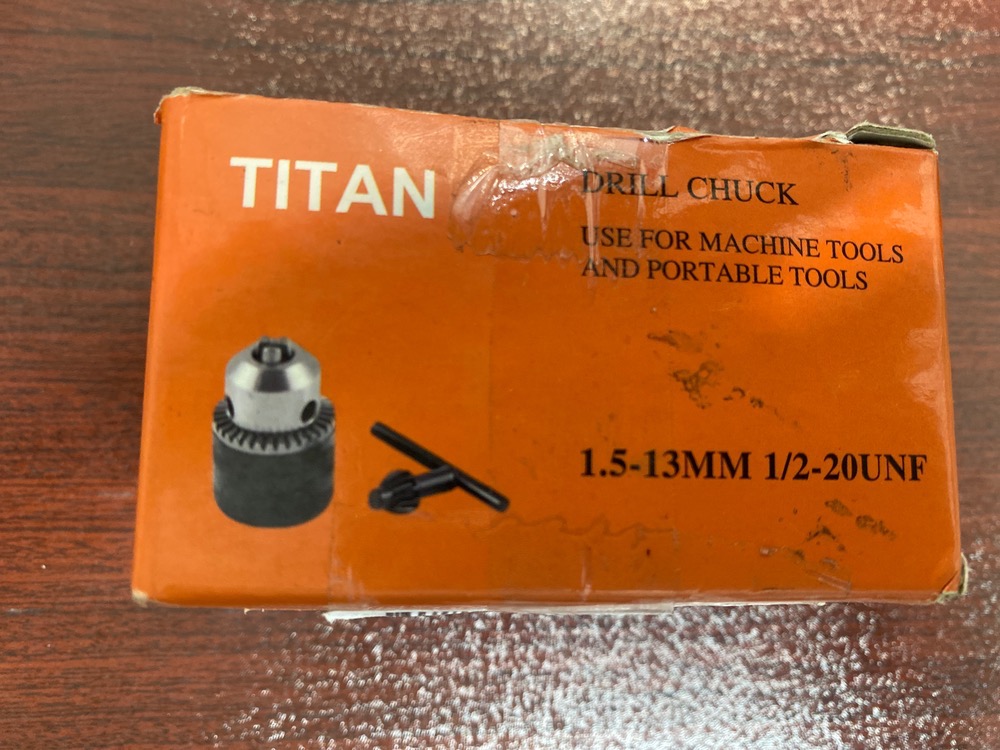 TITAN
DRILL CHUCK
USE FOR MACHINE TOOLS
AND PORTABLE TOOLS
1.5-13MM 1/2-20UNF